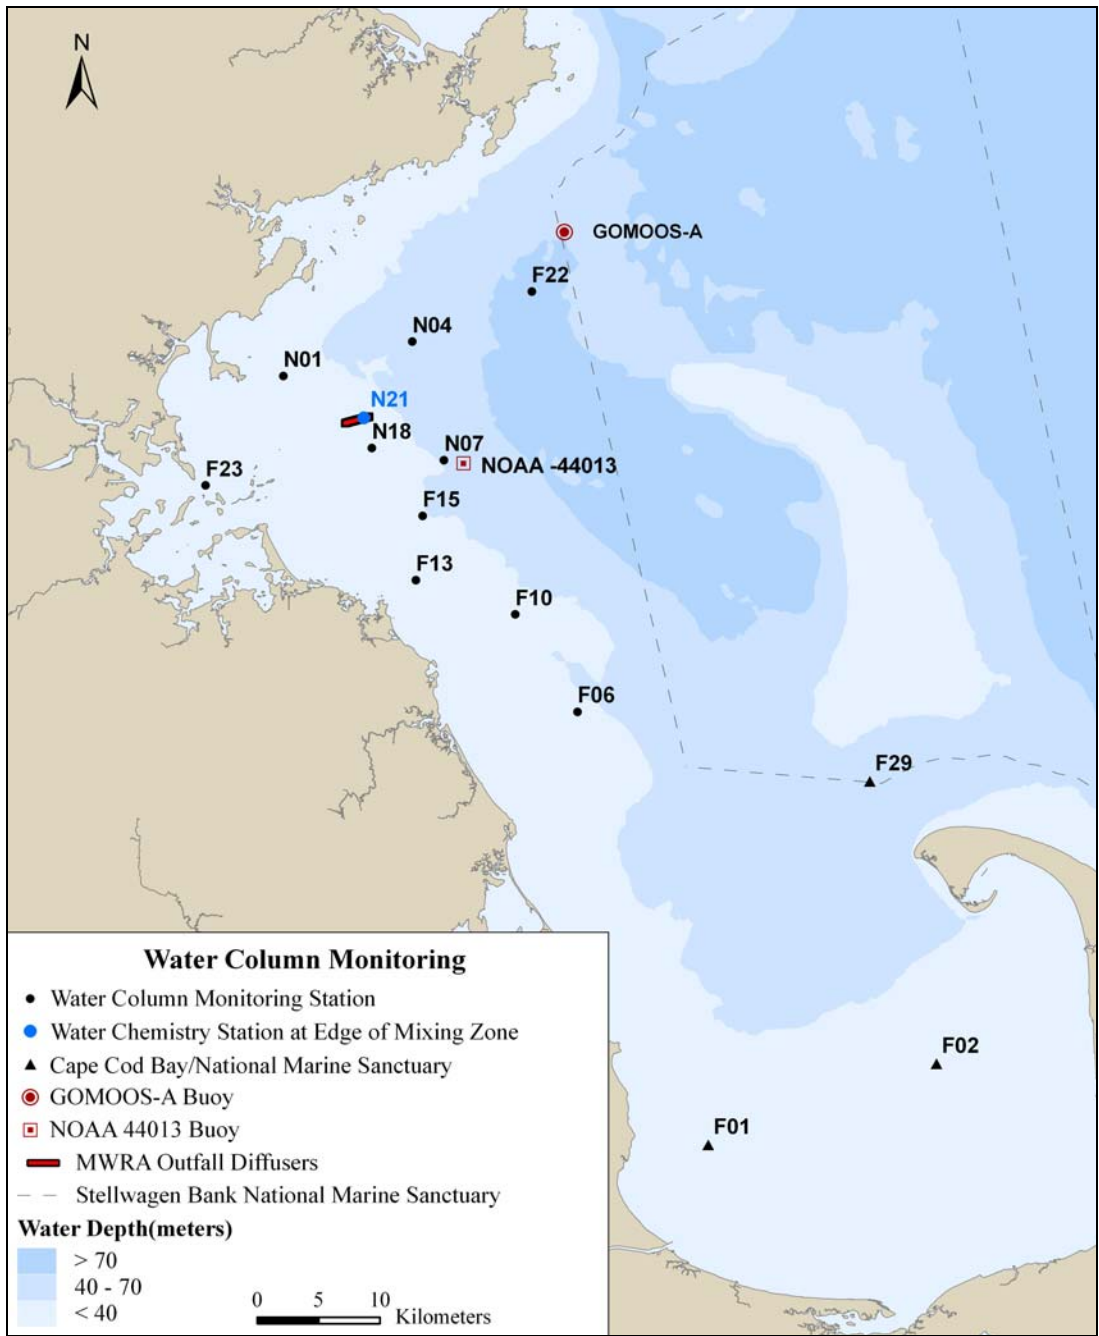 N
GOMOOS-A
F22
N04
N01
N21
N18
N07
NOAA -44013
F23
F15
F13
F10
F06
F29
F02
F01
Water Column Monitoring
Water Column Monitoring Station
Water Chemistry Station at Edge of Mixing Zone
Cape Cod Bay/National Marine Sanctuary
GOMOOS-A Buoy
NOAA 44013 Buoy
MWRA Outfall Diffusers
Stellwagen Bank National Marine Sanctuary
Water Depth(meters)
> 70
40 - 70
< 40
0 5 10
Kilometers